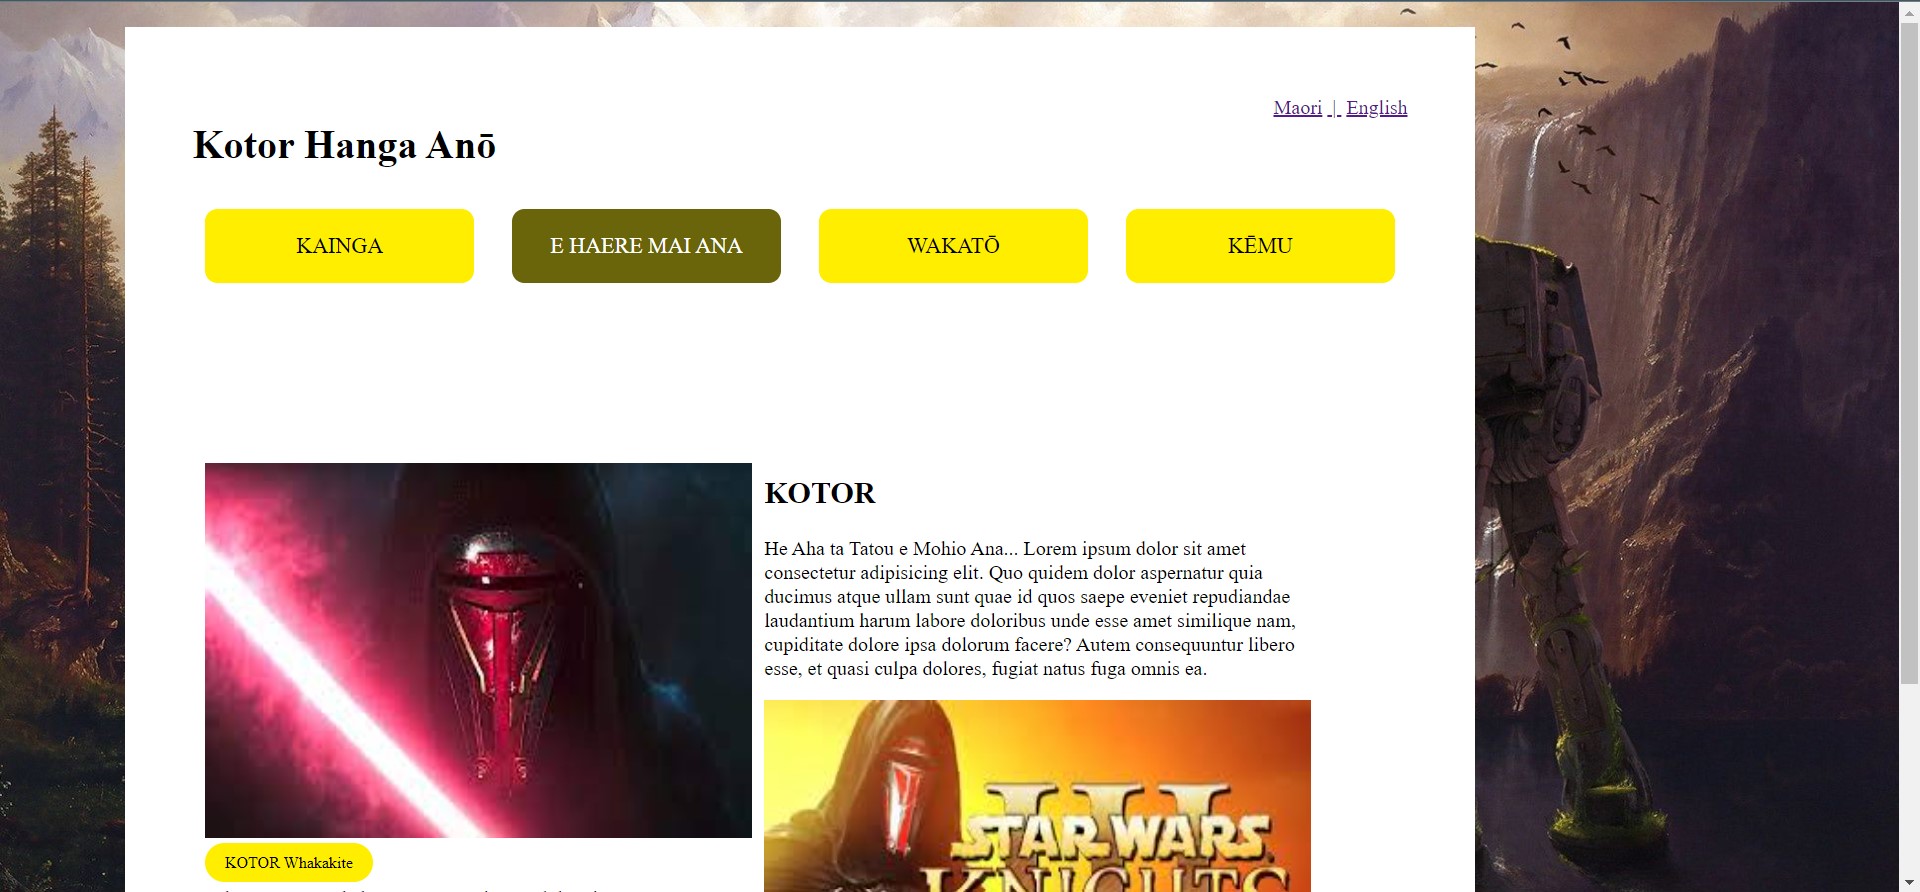 Maori | English
Kotor Hanga Anō
KAINGA
E HAERE MAI ANA
WAKATŌ
KĒMU
KOTOR
He Aha ta Tatou e Mohio Ana... Lorem ipsum dolor sit amet
consectetur adipisicing elit. Quo quidem dolor aspernatur quia
ducimus atque ullam sunt quae id quos saepe eveniet repudiandae
laudantium harum labore doloribus unde esse amet similique nam,
cupiditate dolore ipsa dolorum facere? Autem consequuntur libero
esse, et quasi culpa dolores, fugiat natus fuga omnis ea.
III
STAR WARS
KNIGHTS
KOTOR Whakakite